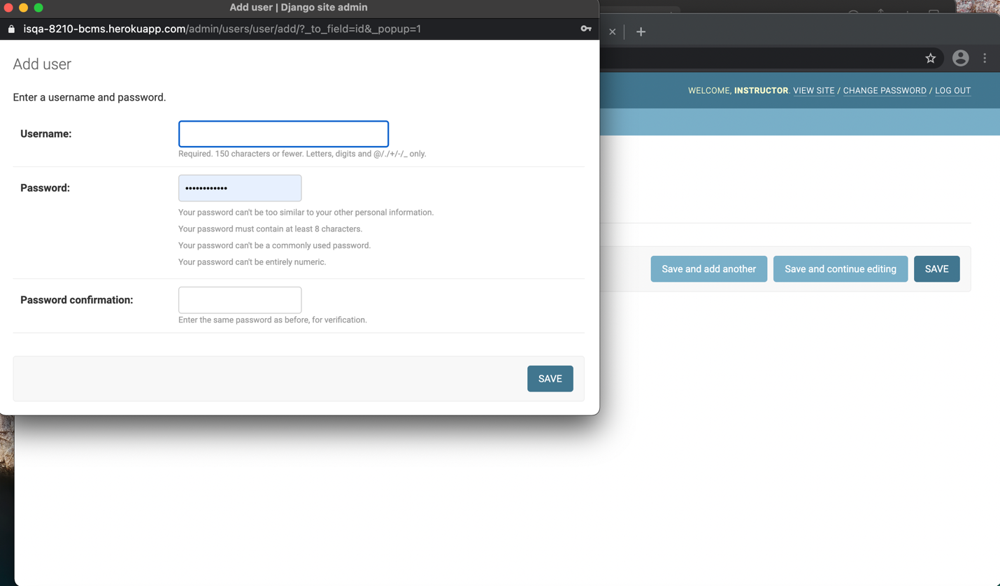 Add user | Django site admin
isqa-8210-bcms.herokuapp.com/admin/users/user/add/?_to_field=id&_popup=1
WELCOME, INSTRUCTOR. VIEW SITE / CHANGE PASSWORD / LOG OUT
Add user
Enter a username and password.
Username:
Required. 150 characters or fewer. Letters, digits and @/./+/-/_ only.
Password:
••••••••••••
Your password can't be too similar to your other personal information.
Your password must contain at least 8 characters.
Your password can't be a commonly used password.
Your password can't be entirely numeric.
Save and add another
Save and continue editing
SAVE
Password confirmation:
Enter the same password as before, for verification.
SAVE